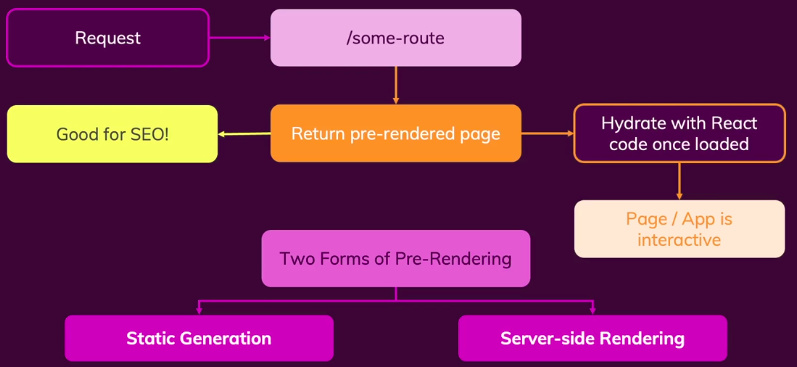 Request
/some-route
Good for SEO!
Return pre-rendered page
Hydrate with React
code once loaded
Page / App is
interactive
Two Forms of Pre-Rendering
Static Generation
Server-side Rendering